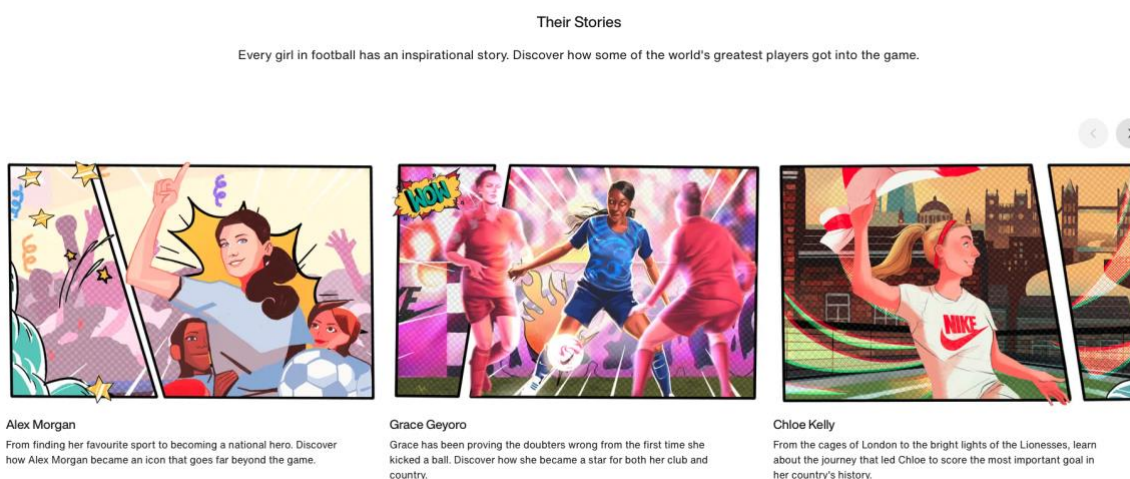 Their Stories
Every girl in football has an inspirational story. Discover how some of the world's greatest players got into the game.
WOW
NIKE
Alex Morgan
From finding her favourite sport to becoming a national hero. Discover
how Alex Morgan became an icon that goes far beyond the game.
Grace Geyoro
Grace has been proving the doubters wrong from the first time she
kicked a ball. Discover how she became a star for both her club and
country.
Chloe Kelly
From the cages of London to the bright lights of the Lionesses, learn
about the journey that led Chloe to score the most important goal in
her country's history.